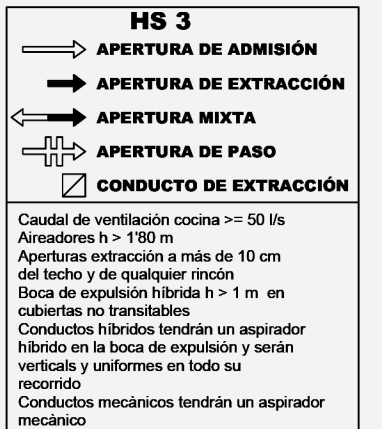 HS 3
APERTURA DE ADMISIÓN
APERTURA DE EXTRACCIÓN
APERTURA MIXTA
APERTURA DE PASO
CONDUCTO DE EXTRACCIÓN
Caudal de ventilación cocina >= 50 l/s
Aireadores h > 1'80 m
Aperturas extracció a más de 10 cm
del techo y de qualquier rincón
Boca de expulsión híbrida h > 1 m en
cubiertas no transitables
Conductos híbridos tendrán un aspirador
híbrido en la boca de expulsión y serán
verticals y uniformes en todo su
recorrido
Conductos mecànicos tendrán un aspirador
mecànico